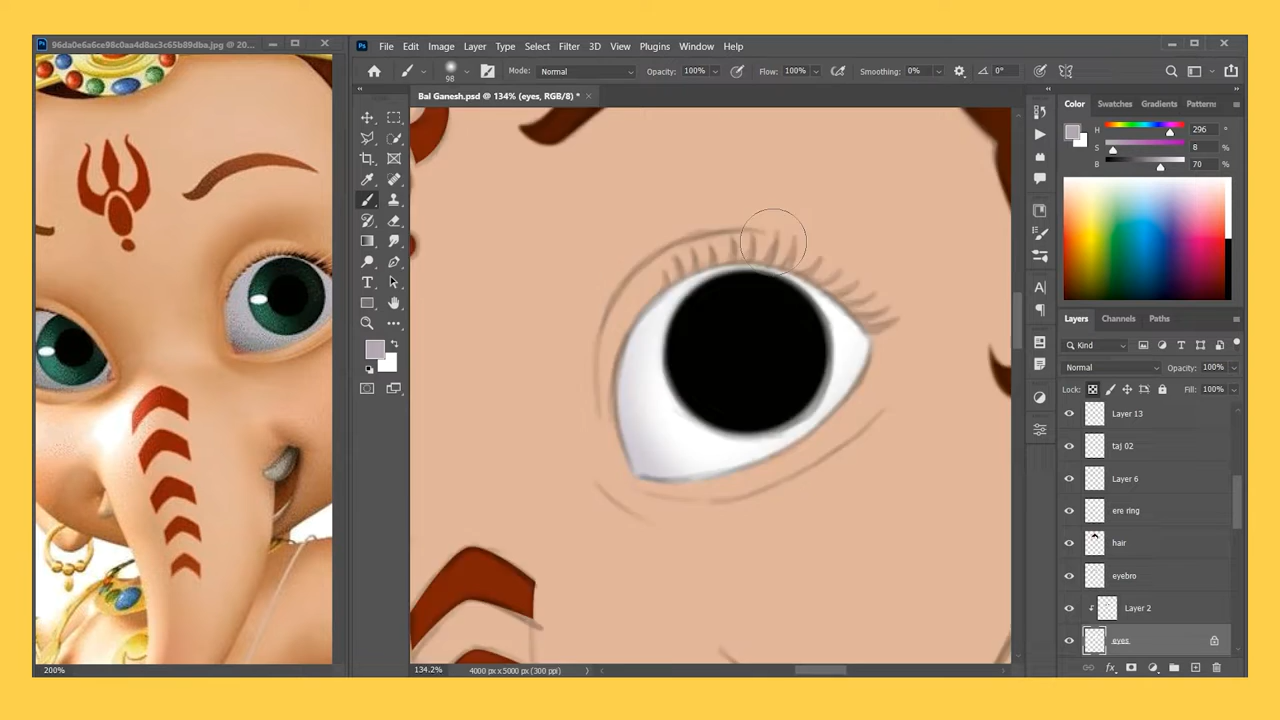 96da0e6a6ce98c0aa4d8ac3c65b89dba.jpg @ 20...
File Edit Image Layer Type Select Filter 3D View Plugins Window Help
98 Mode: Normal Opacity: 100% Flow: 100% Smoothing: 0% 0°
Bal Ganesh.psd @ 134% (eyes, RGB/8) *
Color Swatches Gradients Patterns
H 296 °
S 8 %
B 70 %
Layers Channels Paths
Kind
Normal Opacity: 100%
Lock: Fill: 100%
Layer 13
taj 02
Layer 6
ere ring
hair
eyebro
Layer 2
eyes
200%
134.2% 4000 px x 5000 px (300 ppi)